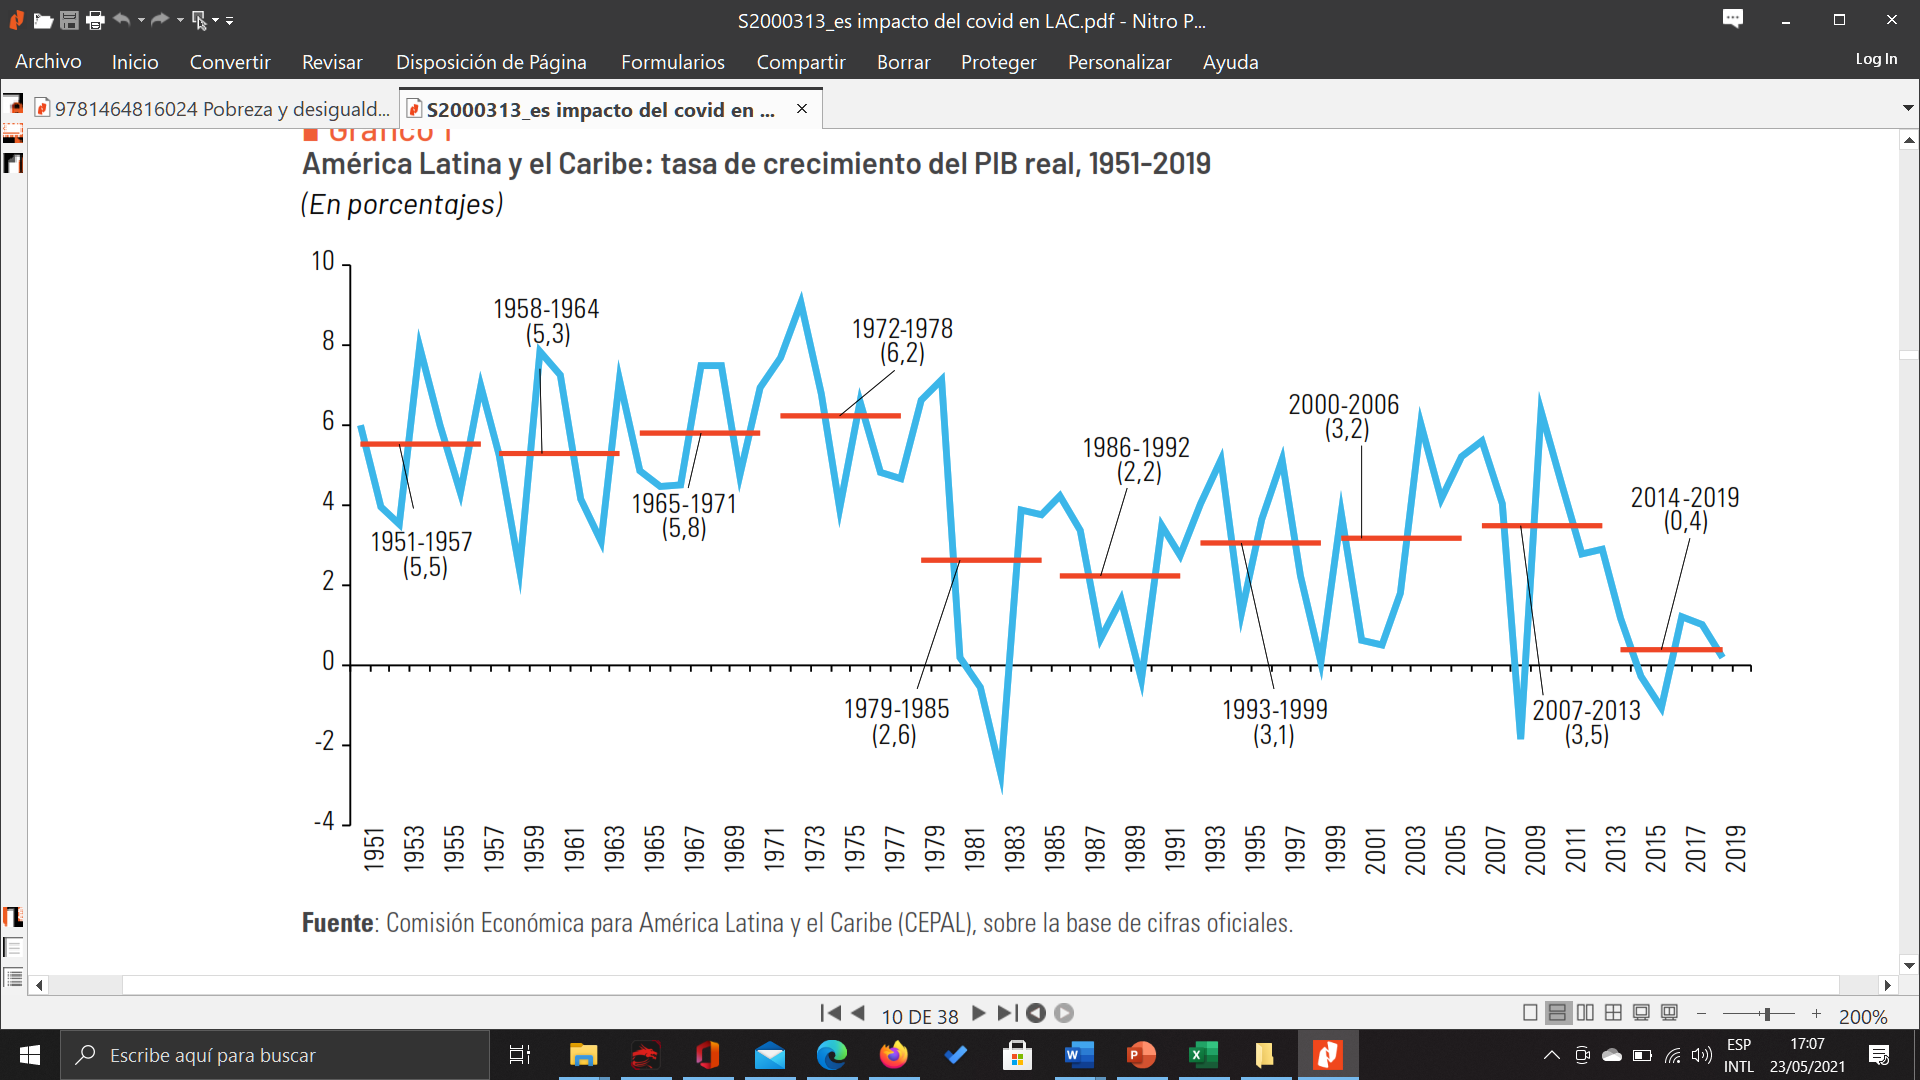 S2000313_es impacto del covid en LAC.pdf - Nitro P...
Archivo Inicio Convertir Revisar Disposición de Página Formularios Compartir Borrar Proteger Personalizar Ayuda Log In
9781464816024 Pobreza y desiguald... S2000313_es impacto del covid en ...
Gráfico 1
América Latina y el Caribe: tasa de crecimiento del PIB real, 1951-2019
(En porcentajes)
10
8
6
4
2
0
-2
-4
1951-1957
(5,5)
1958-1964
(5,3)
1965-1971
(5,8)
1972-1978
(6,2)
1979-1985
(2,6)
1986-1992
(2,2)
1993-1999
(3,1)
2000-2006
(3,2)
2007-2013
(3,5)
2014-2019
(0,4)
1951 1953 1955 1957 1959 1961 1963 1965 1967 1969 1971 1973 1975 1977 1979 1981 1983 1985 1987 1989 1991 1993 1995 1997 1999 2001 2003 2005 2007 2009 2011 2013 2015 2017 2019
Fuente: Comisión Económica para América Latina y el Caribe (CEPAL), sobre la base de cifras oficiales.
10 DE 38
200%
Escribe aquí para buscar
ESP
INTL
17:07
23/05/2021